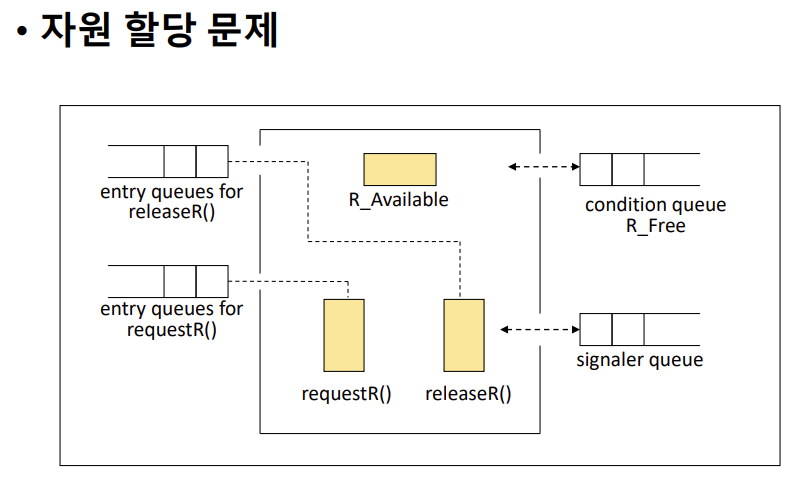 • 자원 할당 문제
entry queues for
releaseR()
R_Available
condition queue
R_Free
entry queues for
requestR()
requestR()
releaseR()
signaler queue